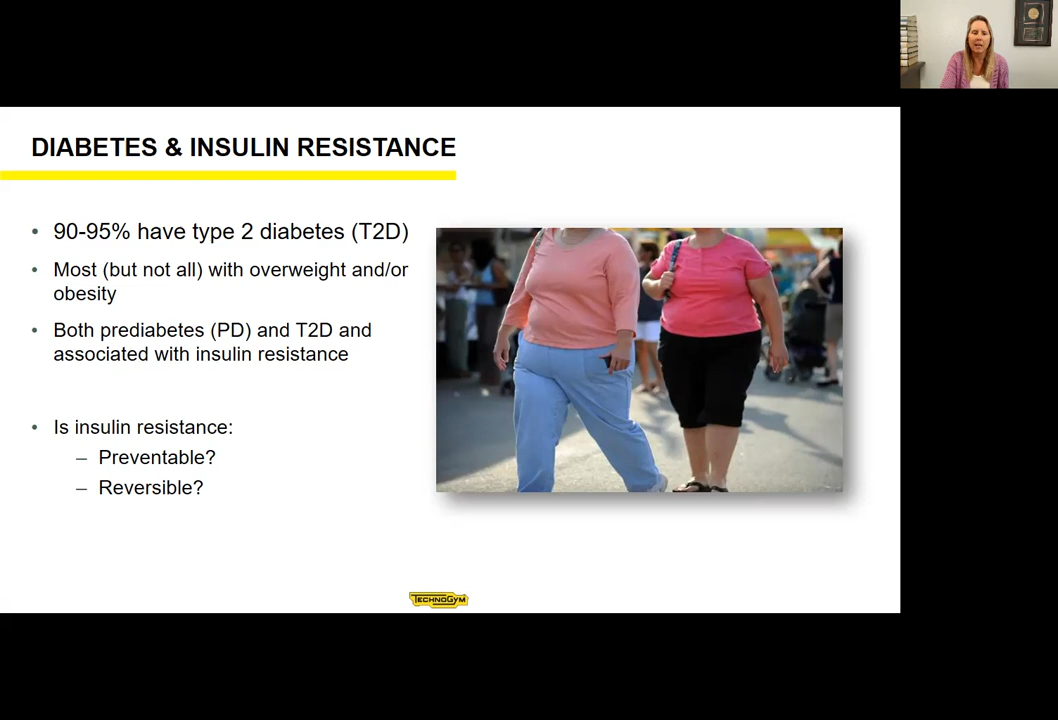 DIABETES & INSULIN RESISTANCE
• 90-95% have type 2 diabetes (T2D)
• Most (but not all) with overweight and/or
obesity
• Both prediabetes (PD) and T2D and
associated with insulin resistance
• Is insulin resistance:
– Preventable?
– Reversible?
TECHNOGYM